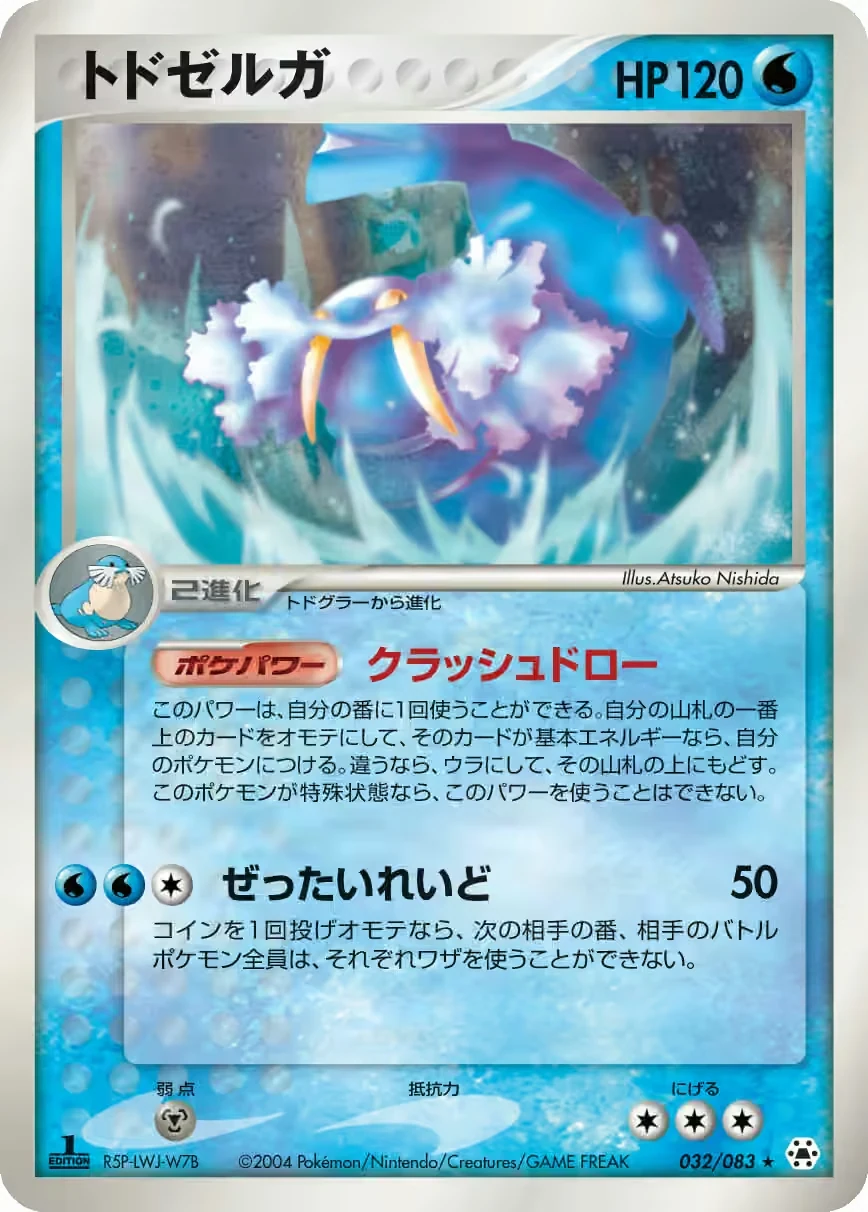 トドゼルガ HP120
Illus.Atsuko Nishida
2進化 トドグラーから進化
ポケパワー クラッシュドロー
このパワーは、自分の番に1回使うことができる。自分の山札の一番
上のカードをオモテにして、そのカードが基本エネルギーなら、自分
のポケモンにつける。違うなら、ウラにして、その山札の上にもどす。
このポケモンが特殊状態なら、このパワーを使うことはできない。
ぜったいれいど 50
コインを1回投げオモテなら、次の相手の番、相手のバトル
ポケモン全員は、それぞれワザを使うことができない。
弱点 抵抗力 にげる
1 EDITION R5P-LWJ-W7B ©2004 Pokémon/Nintendo/Creatures/GAME FREAK 032/083 ★